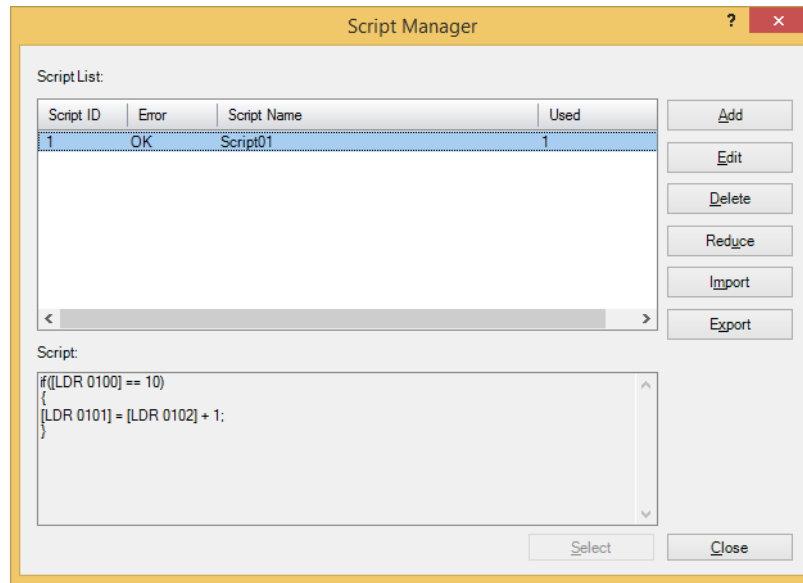 Script Manager
?
×
Script List:
Script ID Error Script Name Used
1 OK Script01 1
Add
Edit
Delete
Reduce
Import
Export
Script:
if([LDR 0100] == 10)
{
[LDR 0101] = [LDR 0102] + 1;
}
Select
Close